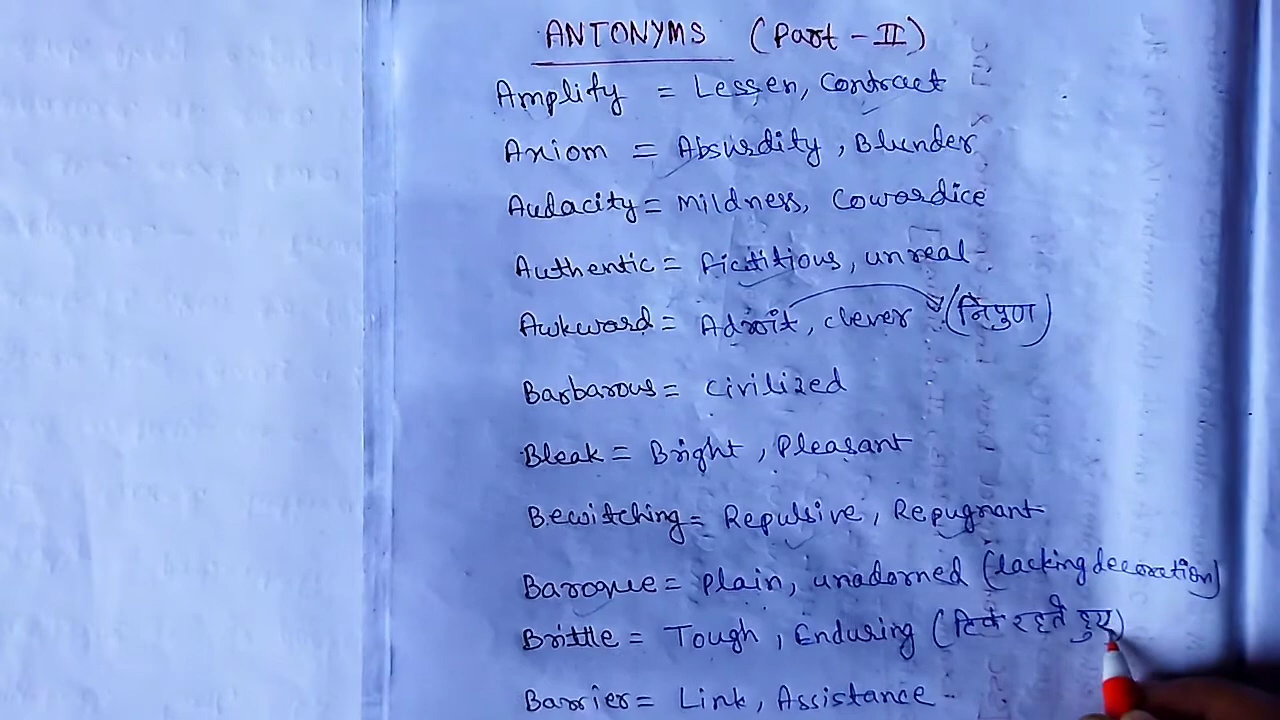 ANTONYMS (Part - II)
Amplify = Lessen, Contract
Axiom = Absurdity, Blunder
Audacity = Mildness, Cowardice
Authentic = Fictitious, unreal
Awkward = Adroit, clever (निपुण)
Barbarous = Civilized
Bleak = Bright, Pleasant
Bewitching = Repulsive, Repugnant
Baroque = Plain, unadorned (lacking decoration)
Brittle = Tough, Enduring (टिके रहते हुए)
Barrier = Link, Assistance